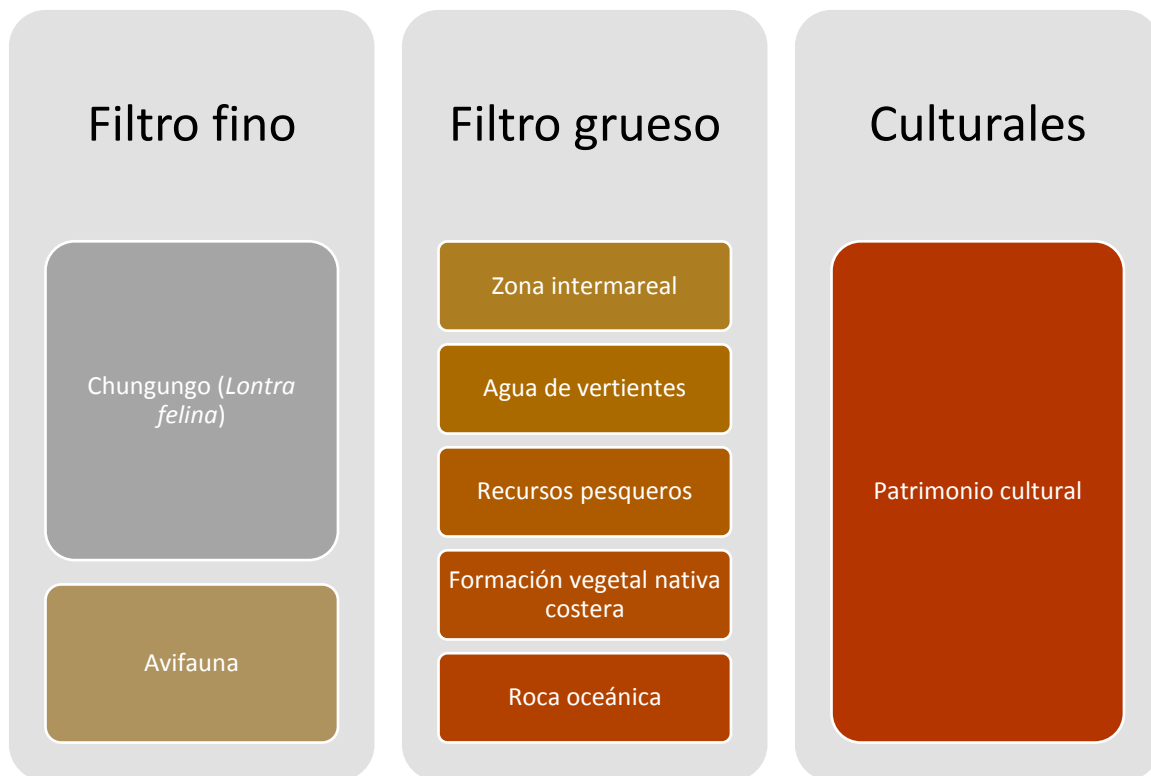 Filtro fino
Chungungo (Lontra
felina)
Avifauna
Filtro grueso
Zona intermareal
Agua de vertientes
Recursos pesqueros
Formación vegetal nativa
costera
Roca oceánica
Culturales
Patrimonio cultural